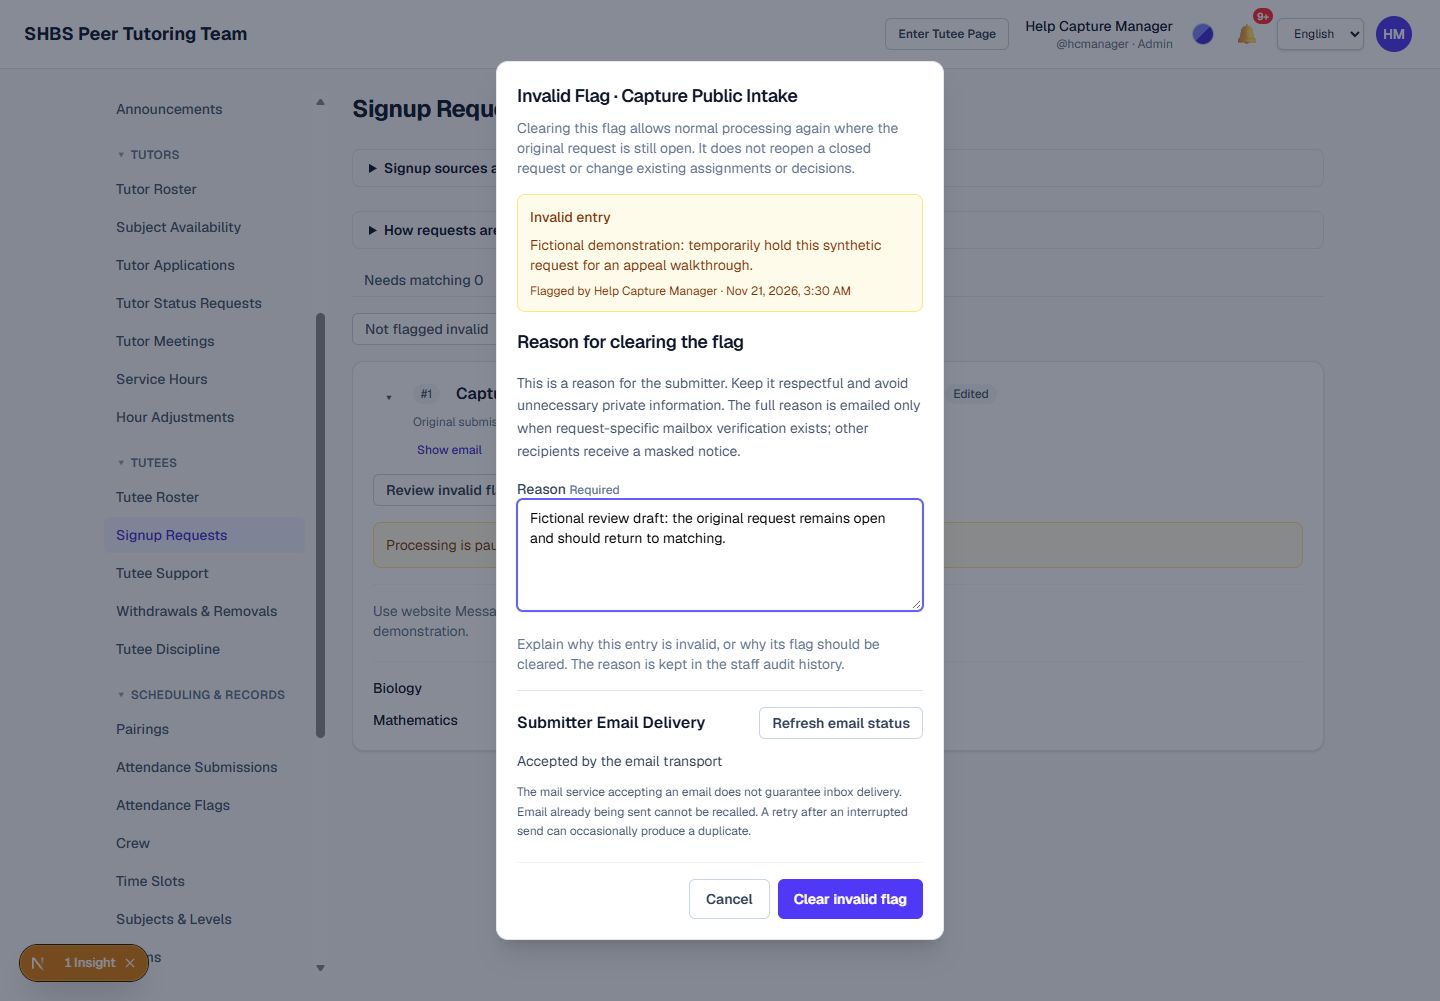 SHBS Peer Tutoring Team
Enter Tutee Page
Help Capture Manager
@hcmanager · Admin
9+
English
HM
Announcements
TUTORS
Tutor Roster
Subject Availability
Tutor Applications
Tutor Status Requests
Tutor Meetings
Service Hours
Hour Adjustments
TUTEES
Tutee Roster
Signup Requests
Tutee Support
Withdrawals & Removals
Tutee Discipline
SCHEDULING & RECORDS
Pairings
Attendance Submissions
Attendance Flags
Crew
Time Slots
Subjects & Levels
N 1 Insight
Signup
Signup sources
How requests are
Needs matching 0
Not flagged invalid
#1
Edited
Original
Show email
Review invalid
Processing is
Use website
demonstration.
Biology
Mathematics
Invalid Flag · Capture Public Intake
Clearing this flag allows normal processing again where the
original request is still open. It does not reopen a closed
request or change existing assignments or decisions.
Invalid entry
Fictional demonstration: temporarily hold this synthetic
request for an appeal walkthrough.
Flagged by Help Capture Manager · Nov 21, 2026, 3:30 AM
Reason for clearing the flag
This is a reason for the submitter. Keep it respectful and avoid
unnecessary private information. The full reason is emailed only
when request-specific mailbox verification exists; other
recipients receive a masked notice.
Reason Required
Fictional review draft: the original request remains open
and should return to matching.
Explain why this entry is invalid, or why its flag should be
cleared. The reason is kept in the staff audit history.
Submitter Email Delivery
Refresh email status
Accepted by the email transport
The mail service accepting an email does not guarantee inbox delivery.
Email already being sent cannot be recalled. A retry after an interrupted
send can occasionally produce a duplicate.
Cancel
Clear invalid flag